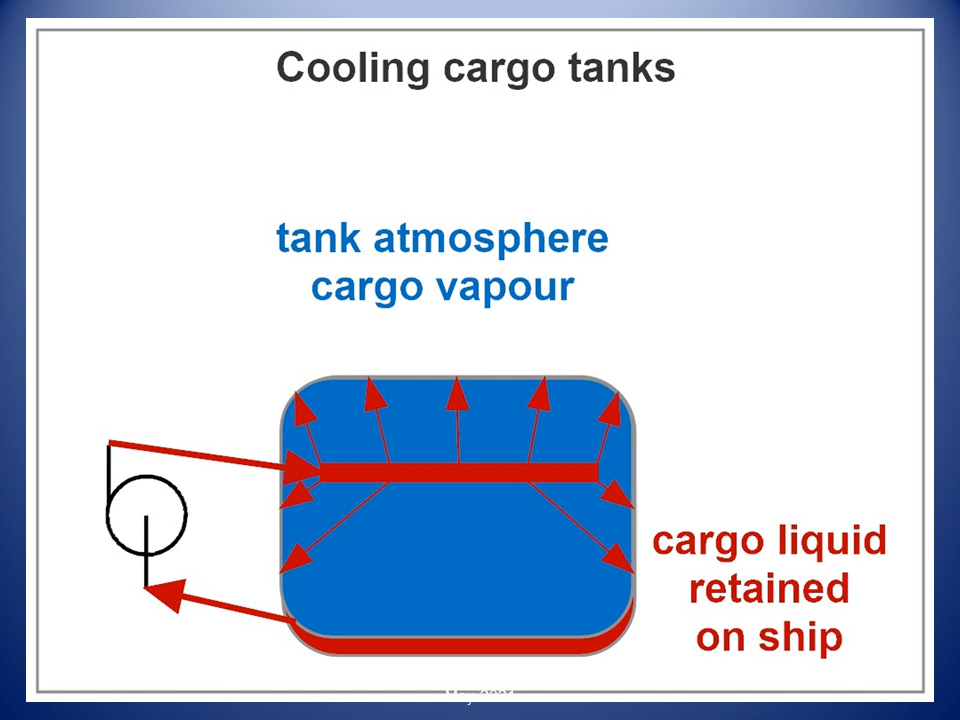 Cooling cargo tanks
tank atmosphere
cargo vapour
cargo liquid
retained
on ship